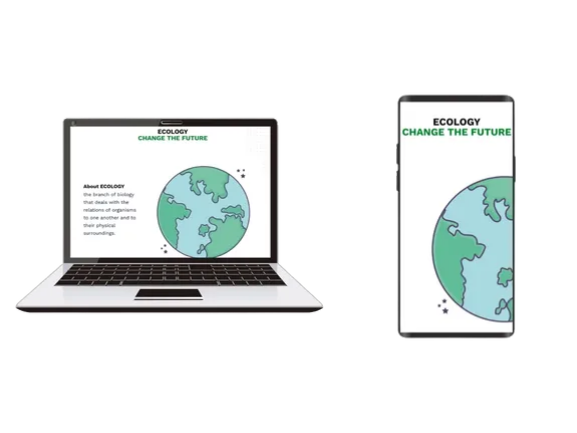 ECOLOGY
CHANGE THE FUTURE
About ECOLOGY
the branch of biology
that deals with the
relations of organisms
to one another and to
their physical
surroundings.
ECOLOGY
CHANGE THE FUTURE